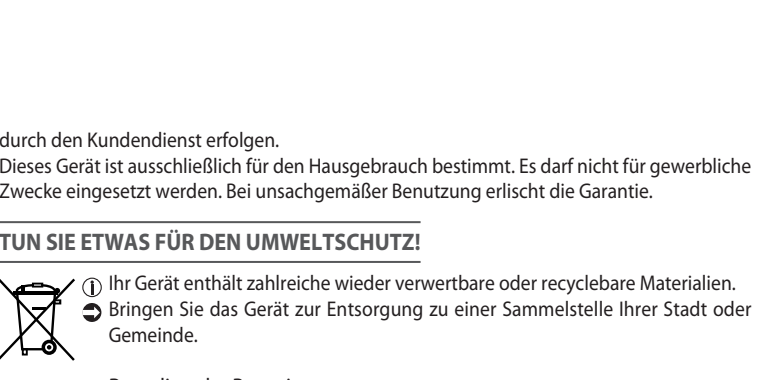 durch den Kundendienst erfolgen.
Dieses Gerät ist ausschließlich für den Hausgebrauch bestimmt. Es darf nicht für gewerbliche
Zwecke eingesetzt werden. Bei unsachgemäßer Benutzung erlischt die Garantie.
TUN SIE ETWAS FÜR DEN UMWELTSCHUTZ!
Ihr Gerät enthält zahlreiche wieder verwertbare oder recyclebare Materialien.
Bringen Sie das Gerät zur Entsorgung zu einer Sammelstelle Ihrer Stadt oder
Gemeinde.